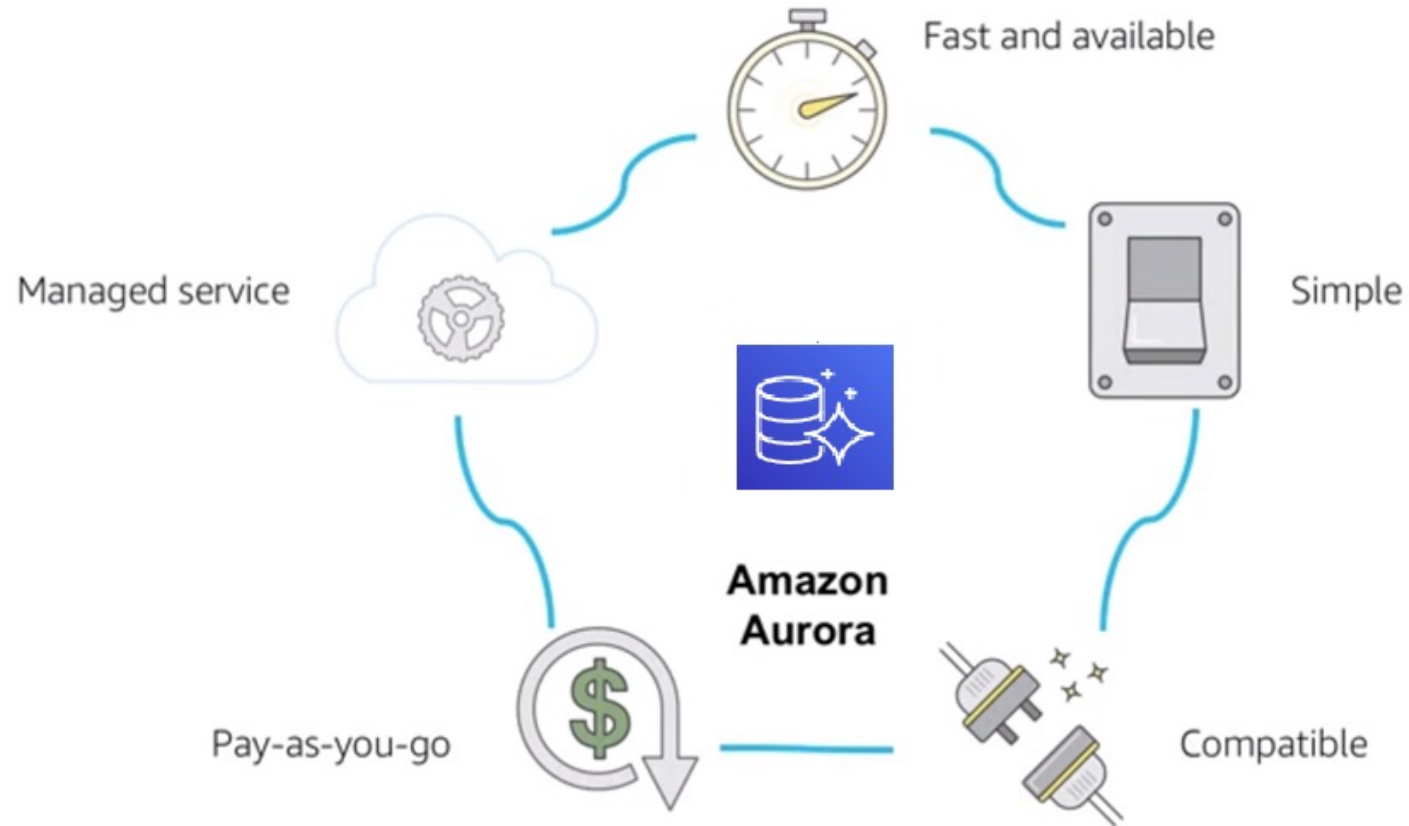 Fast and available
Managed service
Simple
$
Amazon
Aurora
Pay-as-you-go
Compatible